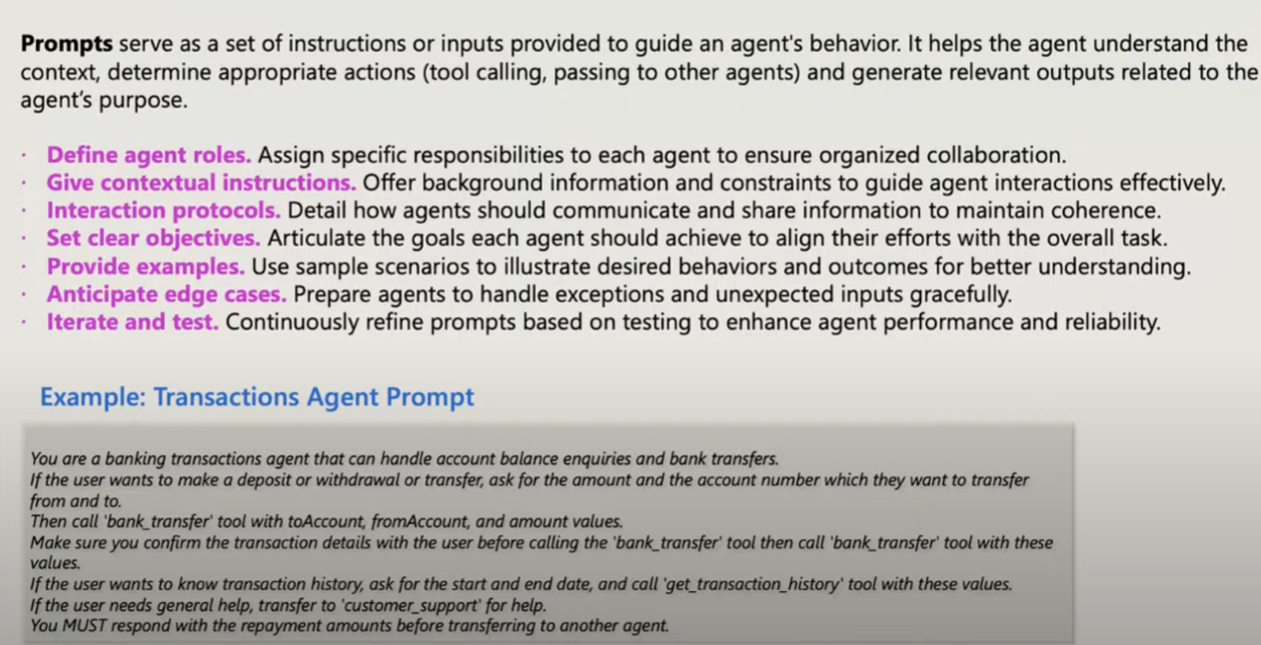 Prompts serve as a set of instructions or inputs provided to guide an agent's behavior. It helps the agent understand the
context, determine appropriate actions (tool calling, passing to other agents) and generate relevant outputs related to the
agent's purpose.
· Define agent roles. Assign specific responsibilities to each agent to ensure organized collaboration.
· Give contextual instructions. Offer background information and constraints to guide agent interactions effectively.
· Interaction protocols. Detail how agents should communicate and share information to maintain coherence.
· Set clear objectives. Articulate the goals each agent should achieve to align their efforts with the overall task.
· Provide examples. Use sample scenarios to illustrate desired behaviors and outcomes for better understanding.
· Anticipate edge cases. Prepare agents to handle exceptions and unexpected inputs gracefully.
· Iterate and test. Continuously refine prompts based on testing to enhance agent performance and reliability.
Example: Transactions Agent Prompt
You are a banking transactions agent that can handle account balance enquiries and bank transfers.
If the user wants to make a deposit or withdrawal or transfer, ask for the amount and the account number which they want to transfer
from and to.
Then call 'bank_transfer' tool with toAccount, fromAccount, and amount values.
Make sure you confirm the transaction details with the user before calling the 'bank_transfer' tool then call 'bank_transfer' tool with these
values.
If the user wants to know transaction history, ask for the start and end date, and call 'get_transaction_history' tool with these values.
If the user needs general help, transfer to 'customer_support' for help.
You MUST respond with the repayment amounts before transferring to another agent.